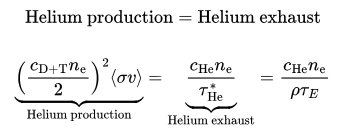 Helium production = Helium exhaust
(c_{D+T} n_e / 2)^2 ⟨σv⟩ = c_{He} n_e / τ^*_{He} = c_{He} n_e / ρτ_E
Helium production
Helium exhaust